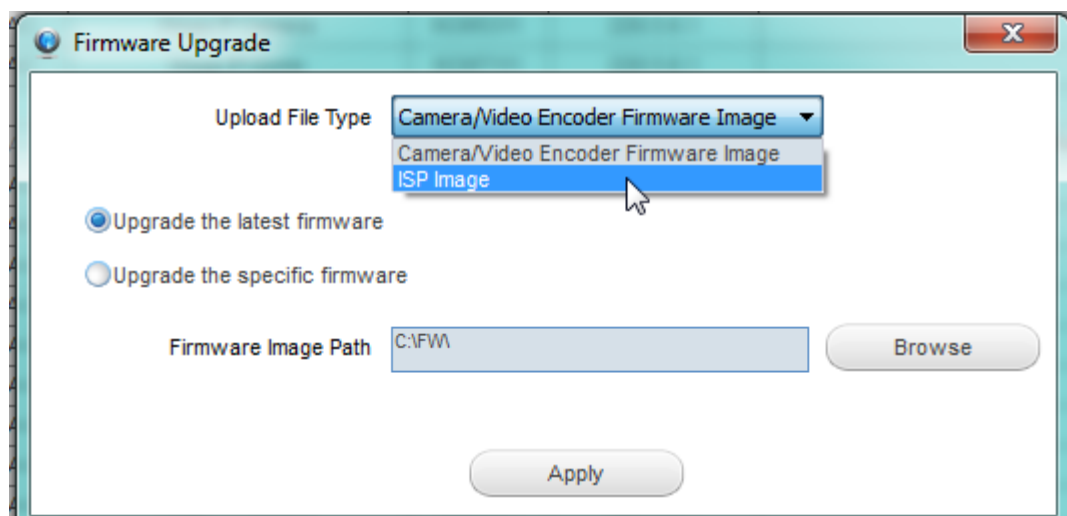 Firmware Upgrade
Upload File Type
Camera/Video Encoder Firmware Image
Camera/Video Encoder Firmware Image
ISP Image
Upgrade the latest firmware
Upgrade the specific firmware
Firmware Image Path
C:\FW\
Browse
Apply